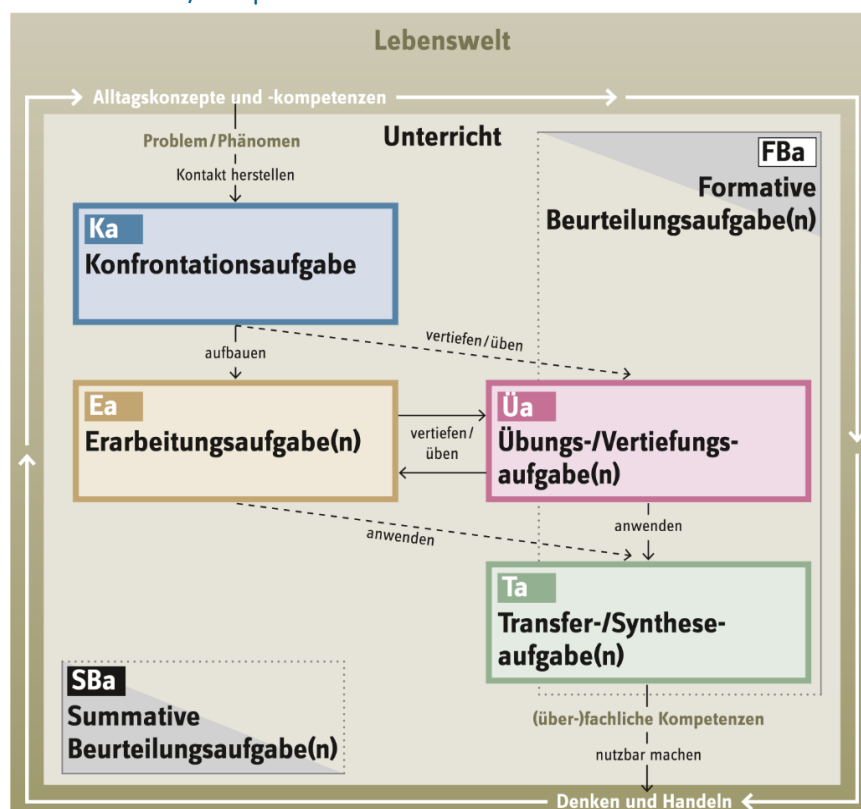 Lebenswelt
Alltagskonzepte und -kompetenzen
Problem/Phänomen
Kontakt herstellen
Unterricht
FBa
Formative
Beurteilungsaufgabe(n)
Ka
Konfrontationsaufgabe
aufbauen
vertiefen/üben
Ea
Erarbeitungsaufgabe(n)
vertiefen/
üben
Üa
Übungs-/Vertiefungs-
aufgabe(n)
anwenden
anwenden
Ta
Transfer-/Synthese-
aufgabe(n)
SBa
Summative
Beurteilungsaufgabe(n)
(über-)fachliche Kompetenzen
nutzbar machen
Denken und Handeln